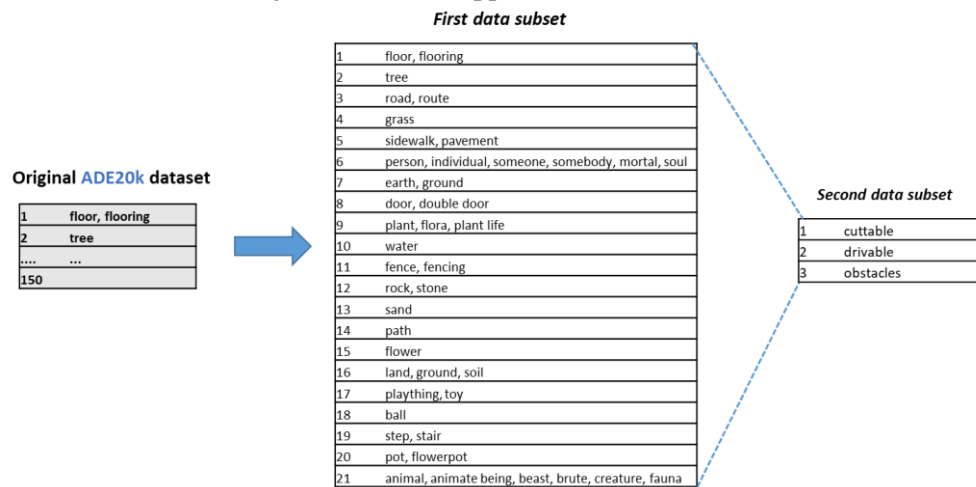 First data subset
1 floor, flooring
2 tree
3 road, route
4 grass
5 sidewalk, pavement
6 person, individual, someone, somebody, mortal, soul
7 earth, ground
8 door, double door
9 plant, flora, plant life
10 water
11 fence, fencing
12 rock, stone
13 sand
14 path
15 flower
16 land, ground, soil
17 plaything, toy
18 ball
19 step, stair
20 pot, flowerpot
21 animal, animate being, beast, brute, creature, fauna
Original ADE20k dataset
1 floor, flooring
2 tree
.... ...
150
Second data subset
1 cuttable
2 drivable
3 obstacles